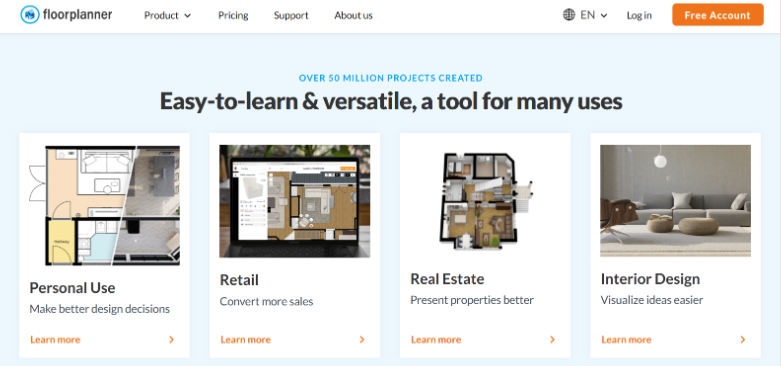 floorplanner
Product
Pricing
Support
About us
EN
Log in
Free Account
OVER 50 MILLION PROJECTS CREATED
Easy-to-learn & versatile, a tool for many uses
Personal Use
Make better design decisions
Learn more
Retail
Convert more sales
Learn more
Real Estate
Present properties better
Learn more
Interior Design
Visualize ideas easier
Learn more